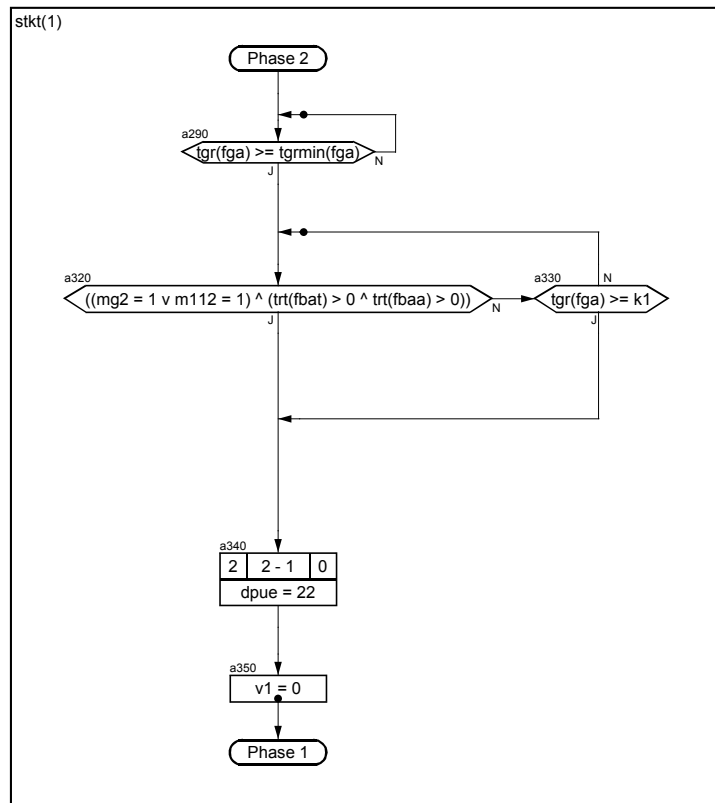 stkt(1)
Phase 2
a290
tgr(fga) >= tgrmin(fga)
N
J
a320
a330
N
((mg2 = 1 v m112 = 1) ^ (trt(fbat) > 0 ^ trt(fbaa) > 0))
tgr(fga) >= k1
N
J
J
a340
2
2 - 1
0
dpue = 22
a350
v1 = 0
Phase 1